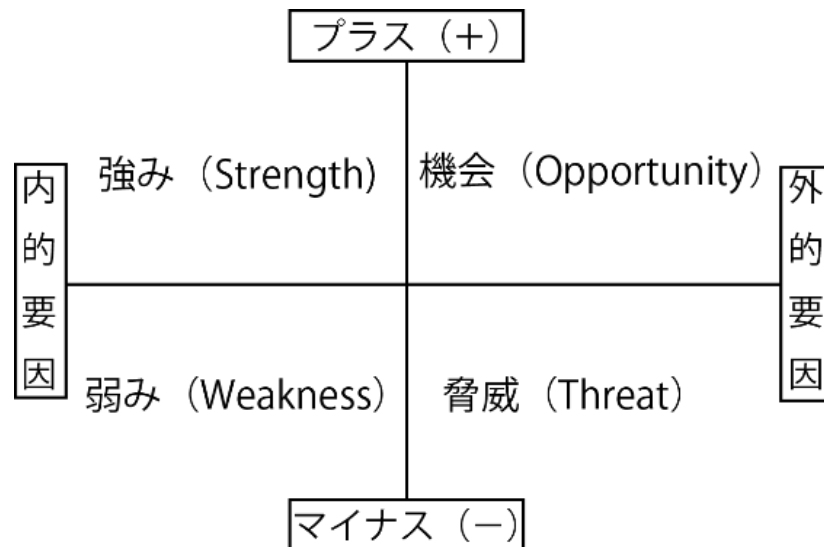 プラス（＋）
強み（Strength)
機会（Opportunity）
内的要因
外的要因
弱み（Weakness）
脅威（Threat）
マイナス（－）